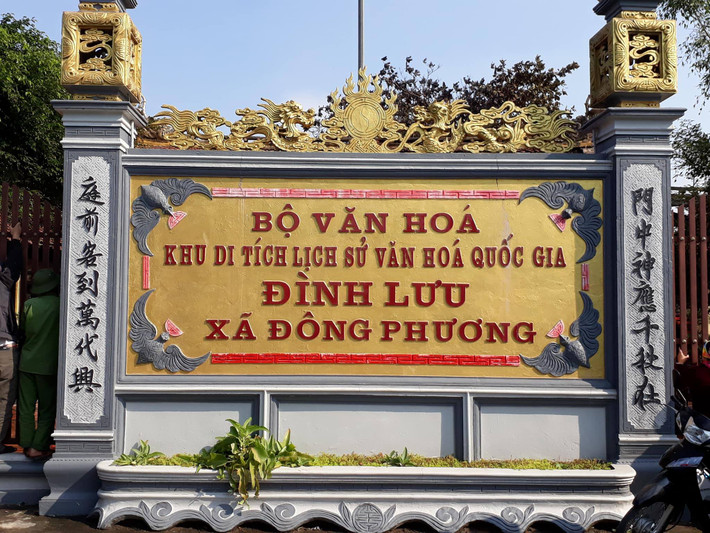 BỘ VĂN HOÁ
KHU DI TÍCH LỊCH SỬ VĂN HOÁ QUỐC GIA
ĐÌNH LƯU
XÃ ĐÔNG PHƯƠNG
門中神應千秋社
庭前客到萬代興